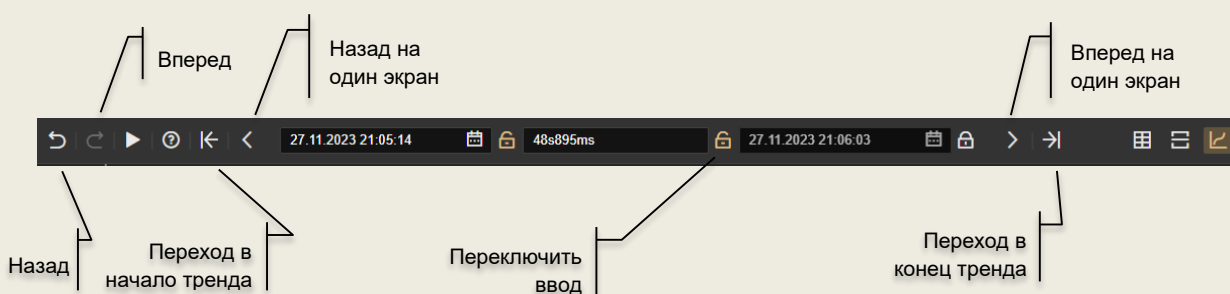 Вперед
Назад на
один экран
Вперед на
один экран
27.11.2023 21:05:14
48s895ms
27.11.2023 21:06:03
Назад
Переход в
начало тренда
Переключить
ввод
Переход в
конец тренда